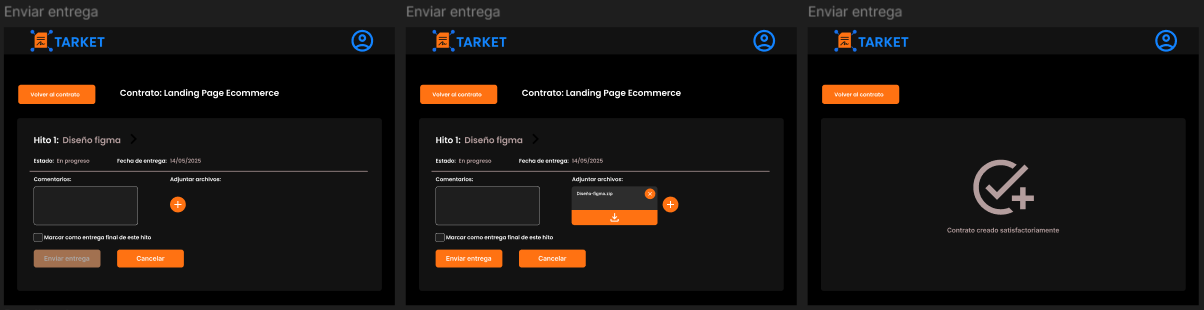 Enviar entrega
TARKET
Volver al contrato
Contrato: Landing Page Ecommerce
Hito 1: Diseño figma
Estado: En progreso
Fecha de entrega: 14/05/2025
Comentarios:
Adjuntar archivos:
Marcar como entrega final de este hito
Enviar entrega
Cancelar
Enviar entrega
TARKET
Volver al contrato
Contrato: Landing Page Ecommerce
Hito 1: Diseño figma
Estado: En progreso
Fecha de entrega: 14/05/2025
Comentarios:
Adjuntar archivos:
Diseño-figma.zip
Marcar como entrega final de este hito
Enviar entrega
Cancelar
Enviar entrega
TARKET
Volver al contrato
Contrato creado satisfactoriamente